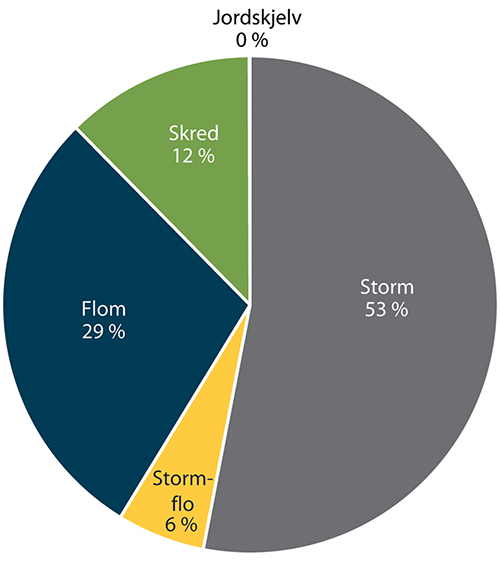 Jordskjelv
0 %
Skred
12 %
Storm
53 %
Flom
29 %
Storm-
flo
6 %